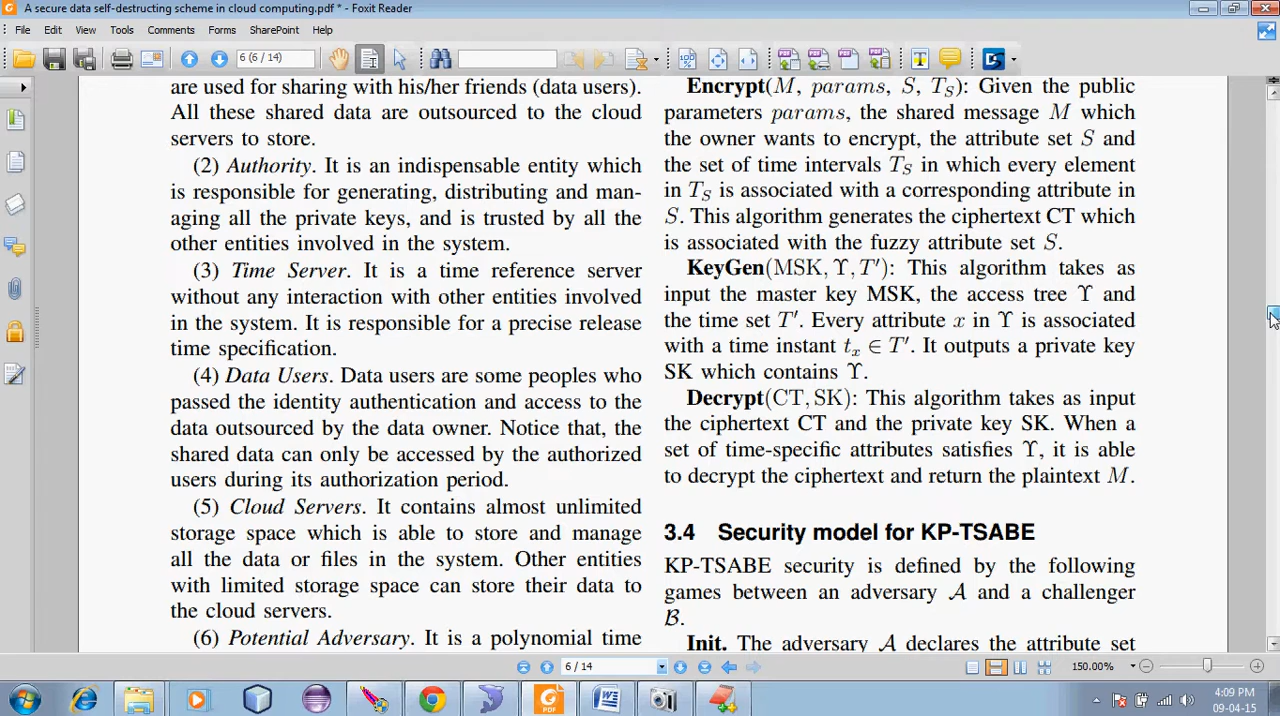 A secure data self-destructing scheme in cloud computing.pdf * - Foxit Reader
File Edit View Tools Comments Forms SharePoint Help
6 (6 / 14)
are used for sharing with his/her friends (data users).
All these shared data are outsourced to the cloud
servers to store.
(2) Authority. It is an indispensable entity which
is responsible for generating, distributing and man-
aging all the private keys, and is trusted by all the
other entities involved in the system.
(3) Time Server. It is a time reference server
without any interaction with other entities involved
in the system. It is responsible for a precise release
time specification.
(4) Data Users. Data users are some peoples who
passed the identity authentication and access to the
data outsourced by the data owner. Notice that, the
shared data can only be accessed by the authorized
users during its authorization period.
(5) Cloud Servers. It contains almost unlimited
storage space which is able to store and manage
all the data or files in the system. Other entities
with limited storage space can store their data to
the cloud servers.
(6) Potential Adversary. It is a polynomial time
Encrypt(M, params, S, T_S): Given the public
parameters params, the shared message M which
the owner wants to encrypt, the attribute set S and
the set of time intervals T_S in which every element
in T_S is associated with a corresponding attribute in
S. This algorithm generates the ciphertext CT which
is associated with the fuzzy attribute set S.
KeyGen(MSK, ϒ, T′): This algorithm takes as
input the master key MSK, the access tree ϒ and
the time set T′. Every attribute x in ϒ is associated
with a time instant t_x ∈ T′. It outputs a private key
SK which contains ϒ.
Decrypt(CT, SK): This algorithm takes as input
the ciphertext CT and the private key SK. When a
set of time-specific attributes satisfies ϒ, it is able
to decrypt the ciphertext and return the plaintext M.
3.4 Security model for KP-TSABE
KP-TSABE security is defined by the following
games between an adversary 𝒜 and a challenger
ℬ.
Init. The adversary 𝒜 declares the attribute set
6 / 14
150.00%
4:09 PM
09-04-15